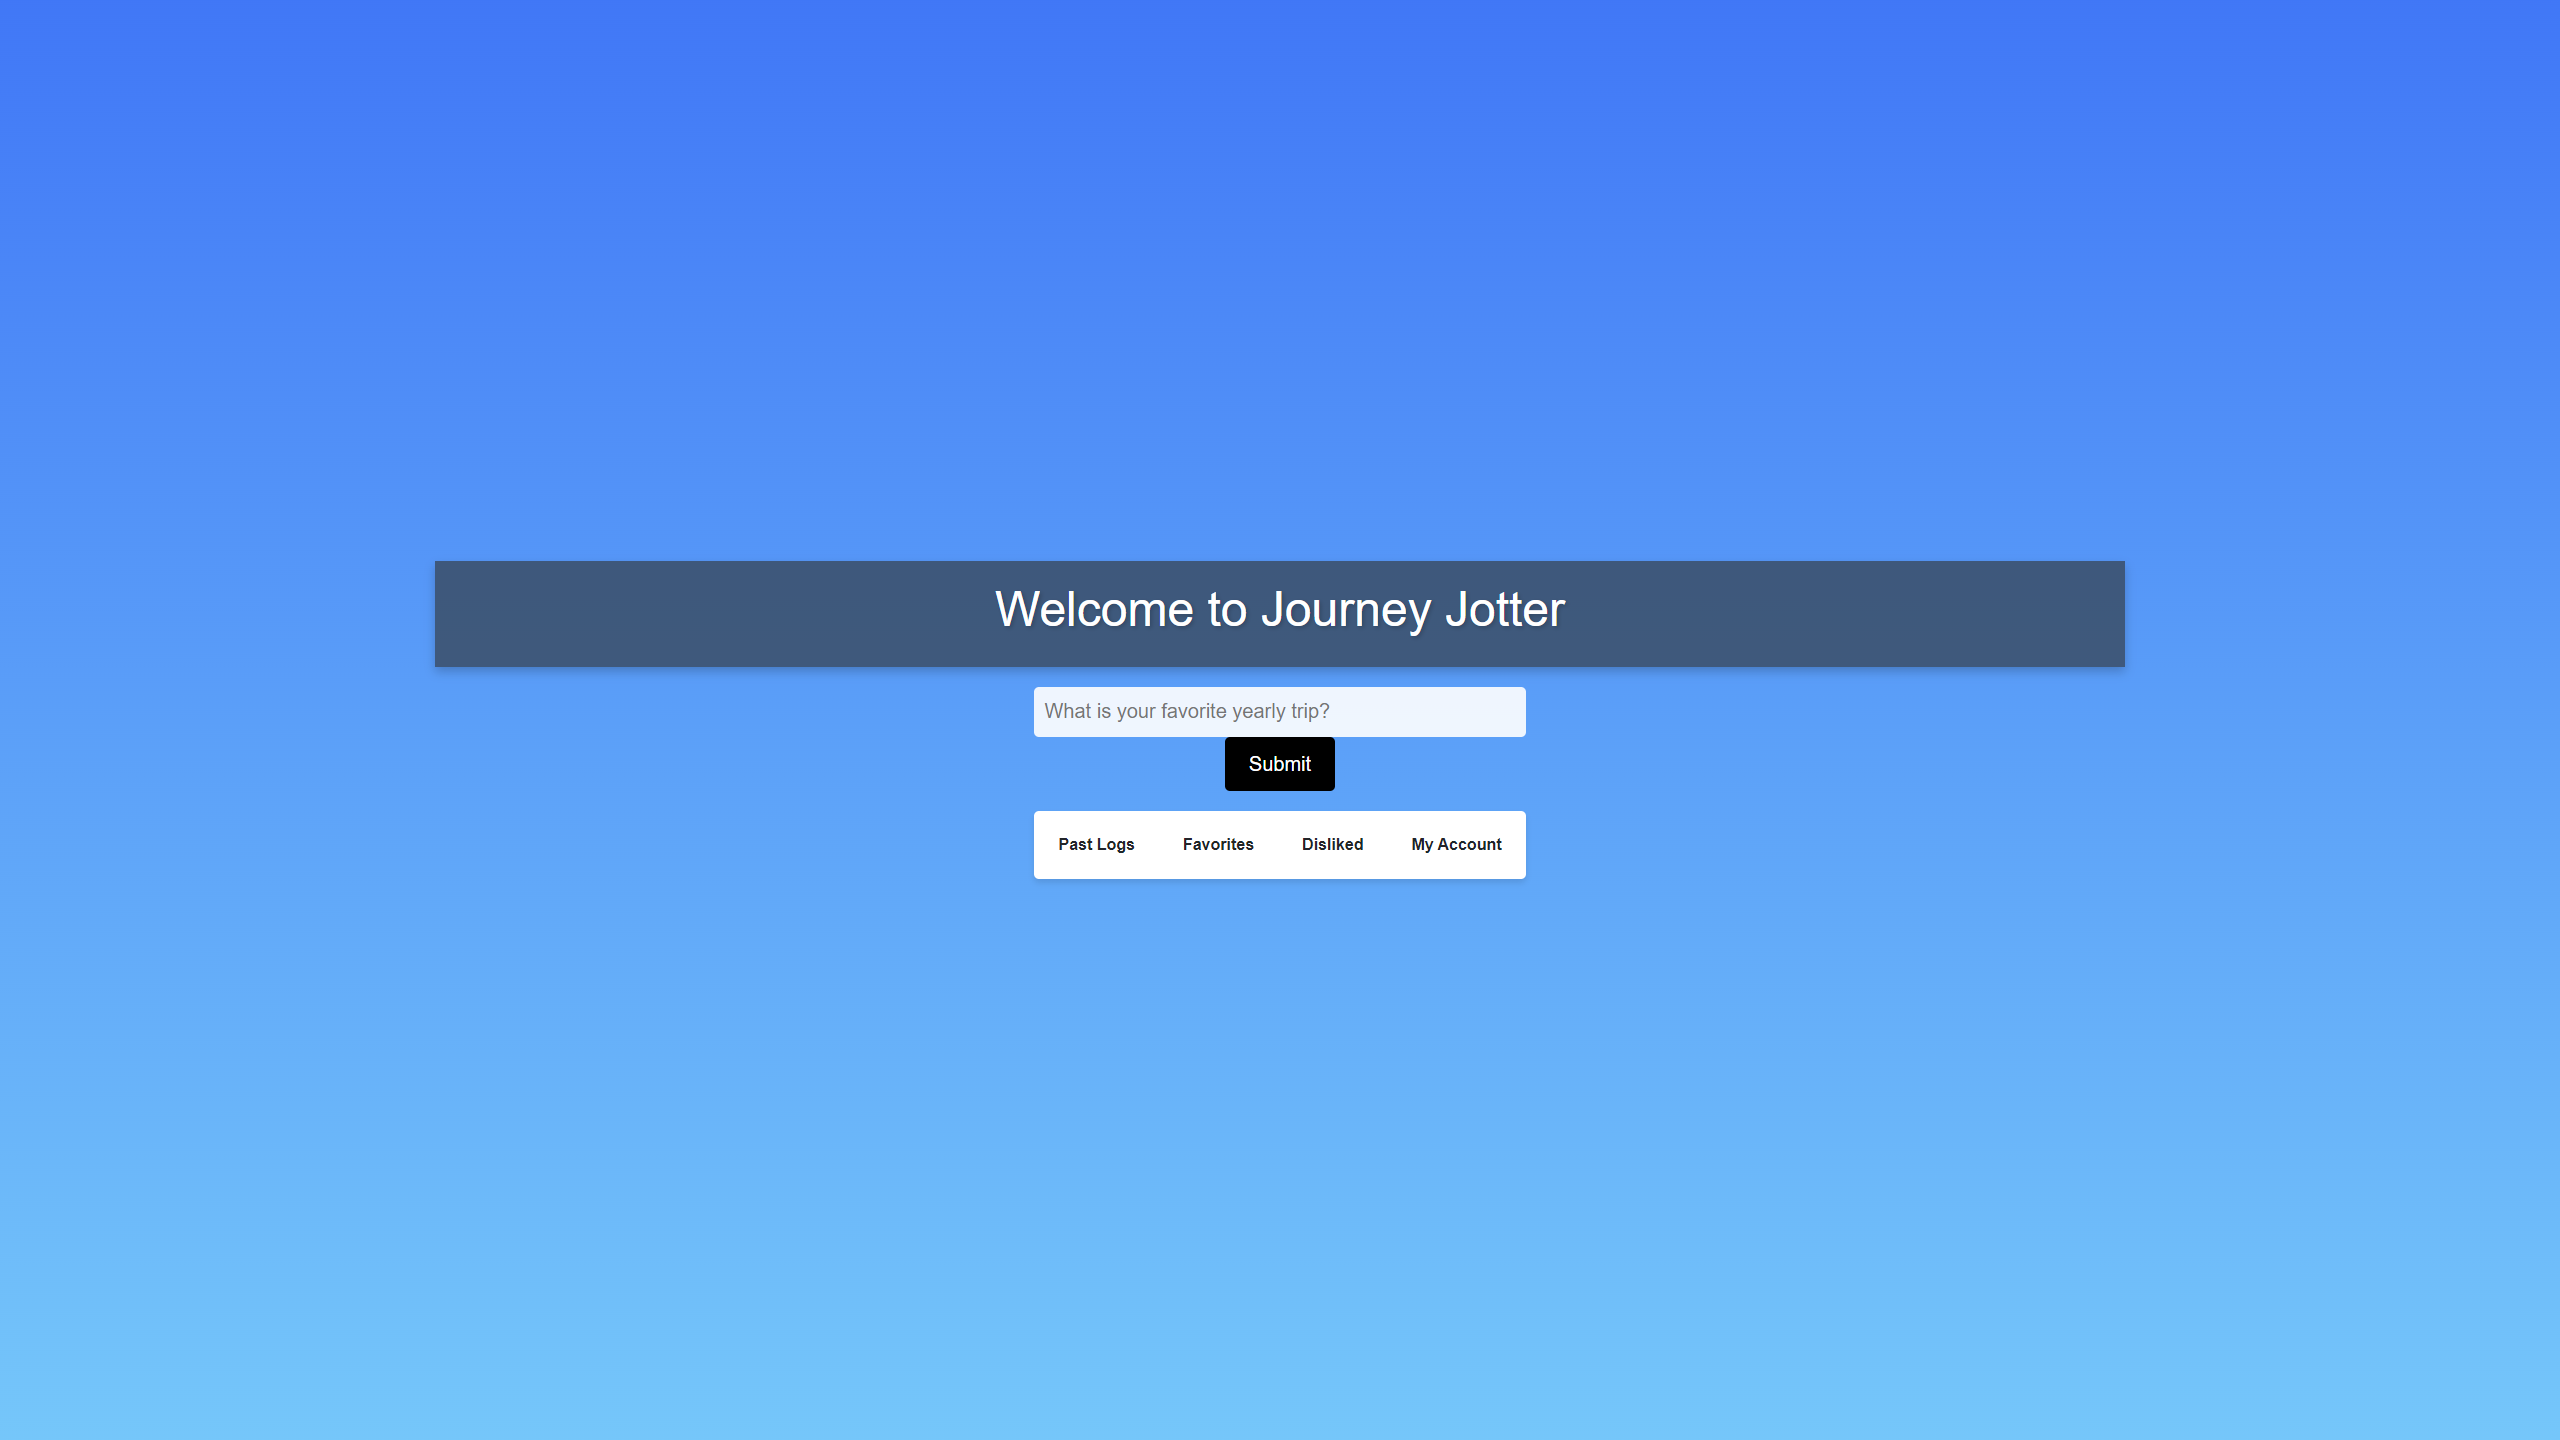 Welcome to Journey Jotter
What is your favorite yearly trip?
Submit
Past Logs Favorites Disliked My Account